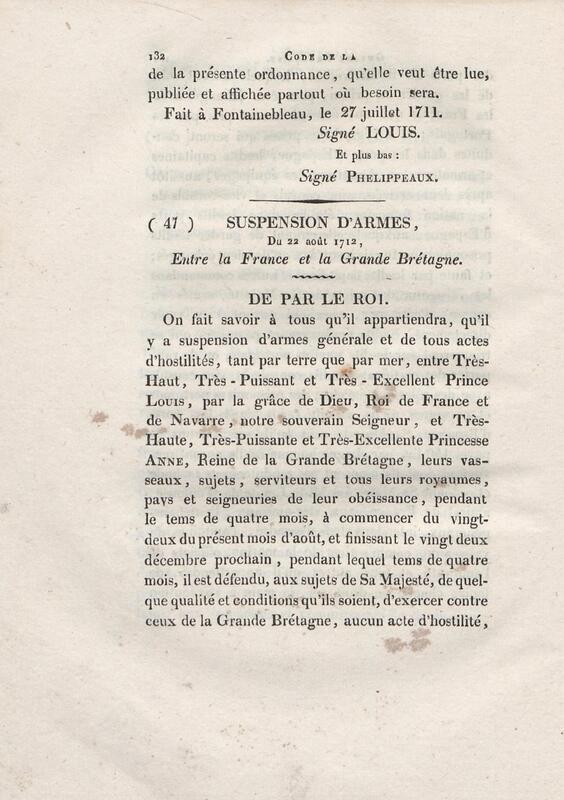 132 CODE DE LA
de la présente ordonnance, qu'elle veut être lue,
publiée et affichée partout où besoin sera.
Fait à Fontainebleau, le 27 juillet 1711.
Signé LOUIS.
Et plus bas :
Signé PHELIPPEAUX.
( 47 ) SUSPENSION D'ARMES,
Du 22 août 1712,
Entre la France et la Grande Brétagne.
DE PAR LE ROI.
On fait savoir à tous qu'il appartiendra, qu'il
y a suspension d'armes générale et de tous actes
d'hostilités, tant par terre que par mer, entre Très-
Haut, Très-Puissant et Très-Excellent Prince
LOUIS, par la grâce de Dieu, Roi de France et
de Navarre, notre souverain Seigneur, et Très-
Haute, Très-Puissante et Très-Excellente Princesse
ANNE, Reine de la Grande Brétagne, leurs vas-
seaux, sujets, serviteurs et tous leurs royaumes,
pays et seigneuries de leur obéissance, pendant
le tems de quatre mois, à commencer du vingt-
deux du présent mois d'août, et finissant le vingt deux
décembre prochain, pendant lequel tems de quatre
mois, il est défendu, aux sujets de Sa Majesté, de quel-
que qualité et conditions qu'ils soient, d'exercer contre
ceux de la Grande Brétagne, aucun acte d'hostilité,